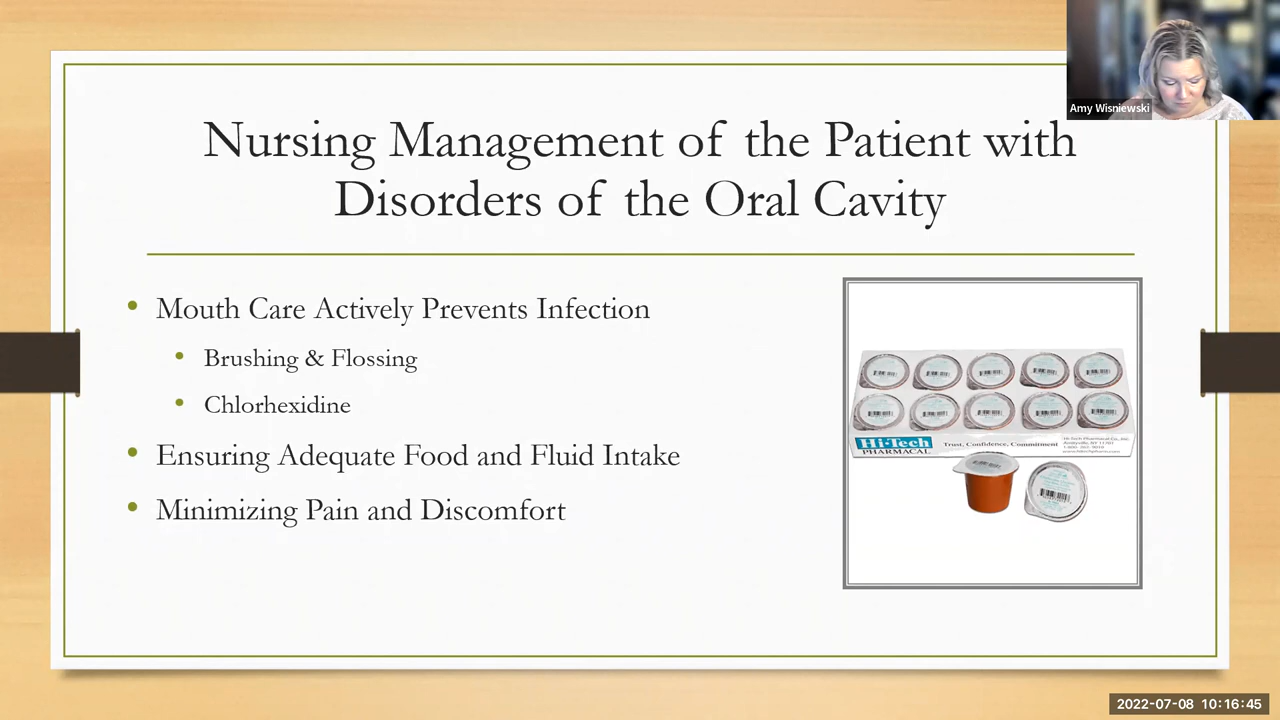 Amy Wisniewski
Nursing Management of the Patient with
Disorders of the Oral Cavity
• Mouth Care Actively Prevents Infection
• Brushing & Flossing
• Chlorhexidine
• Ensuring Adequate Food and Fluid Intake
• Minimizing Pain and Discomfort
Hi-Tech
PHARMACAL
Trust, Confidence, Commitment
2022-07-08 10:16:45